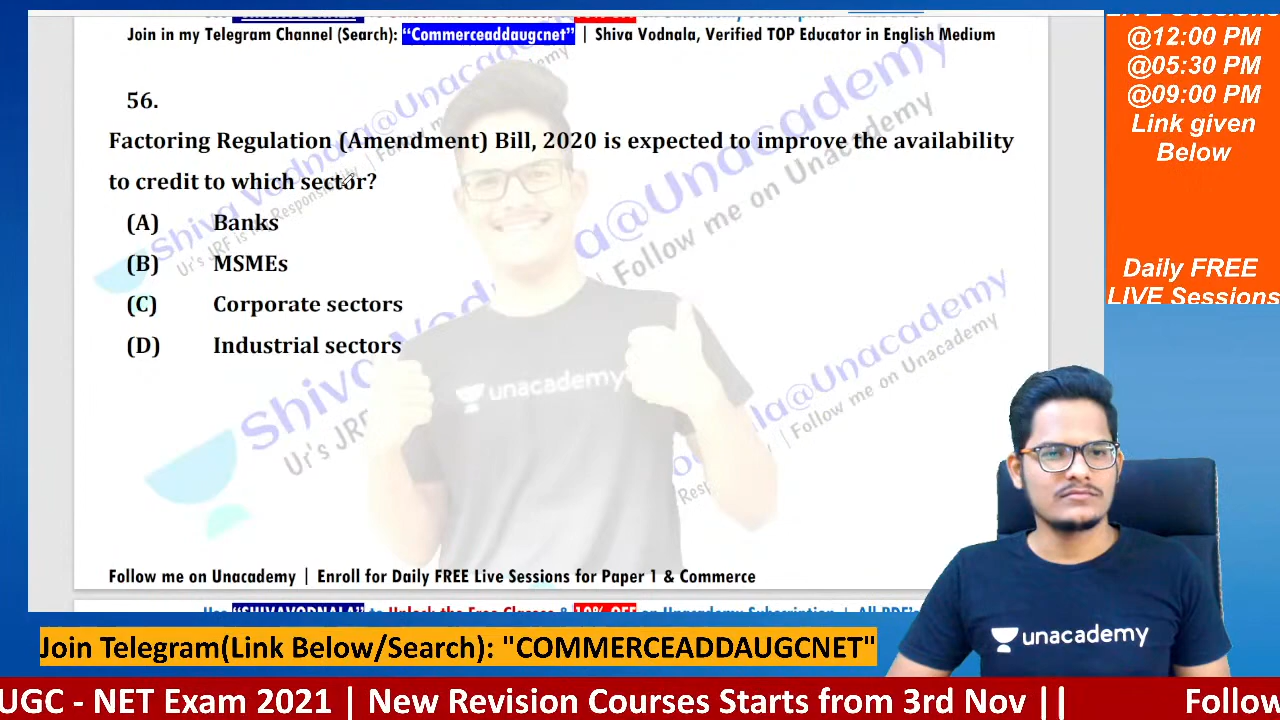 Join in my Telegram Channel (Search): “Commerceaddaugcnet” | Shiva Vodnala, Verified TOP Educator in English Medium
56.
Factoring Regulation (Amendment) Bill, 2020 is expected to improve the availability
to credit to which sector?
(A) Banks
(B) MSMEs
(C) Corporate sectors
(D) Industrial sectors
unacademy
Follow me on Unacademy | Enroll for Daily FREE Live Sessions for Paper 1 & Commerce
LIVE Sessions
@12:00 PM
@05:30 PM
@09:00 PM
Link given
Below
Daily FREE
LIVE Sessions
unacademy
Join Telegram(Link Below/Search): "COMMERCEADDAUGCNET"
UGC - NET Exam 2021 | New Revision Courses Starts from 3rd Nov || Follow